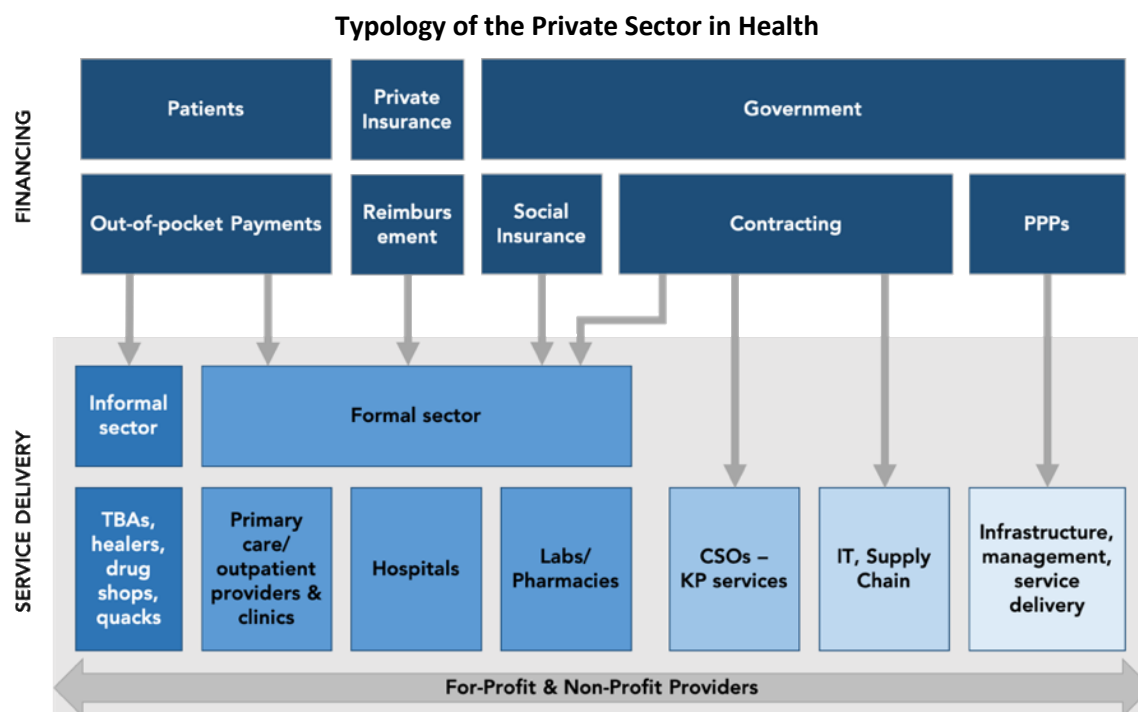 Typology of the Private Sector in Health
FINANCING
Patients
Private
Insurance
Government
Out-of-pocket Payments
Reimburs
ement
Social
Insurance
Contracting
PPPs
SERVICE DELIVERY
Informal
sector
Formal sector
TBAs,
healers,
drug
shops,
quacks
Primary
care/
outpatient
providers &
clinics
Hospitals
Labs/
Pharmacies
CSOs –
KP services
IT, Supply
Chain
Infrastructure,
management,
service
delivery
For-Profit & Non-Profit Providers